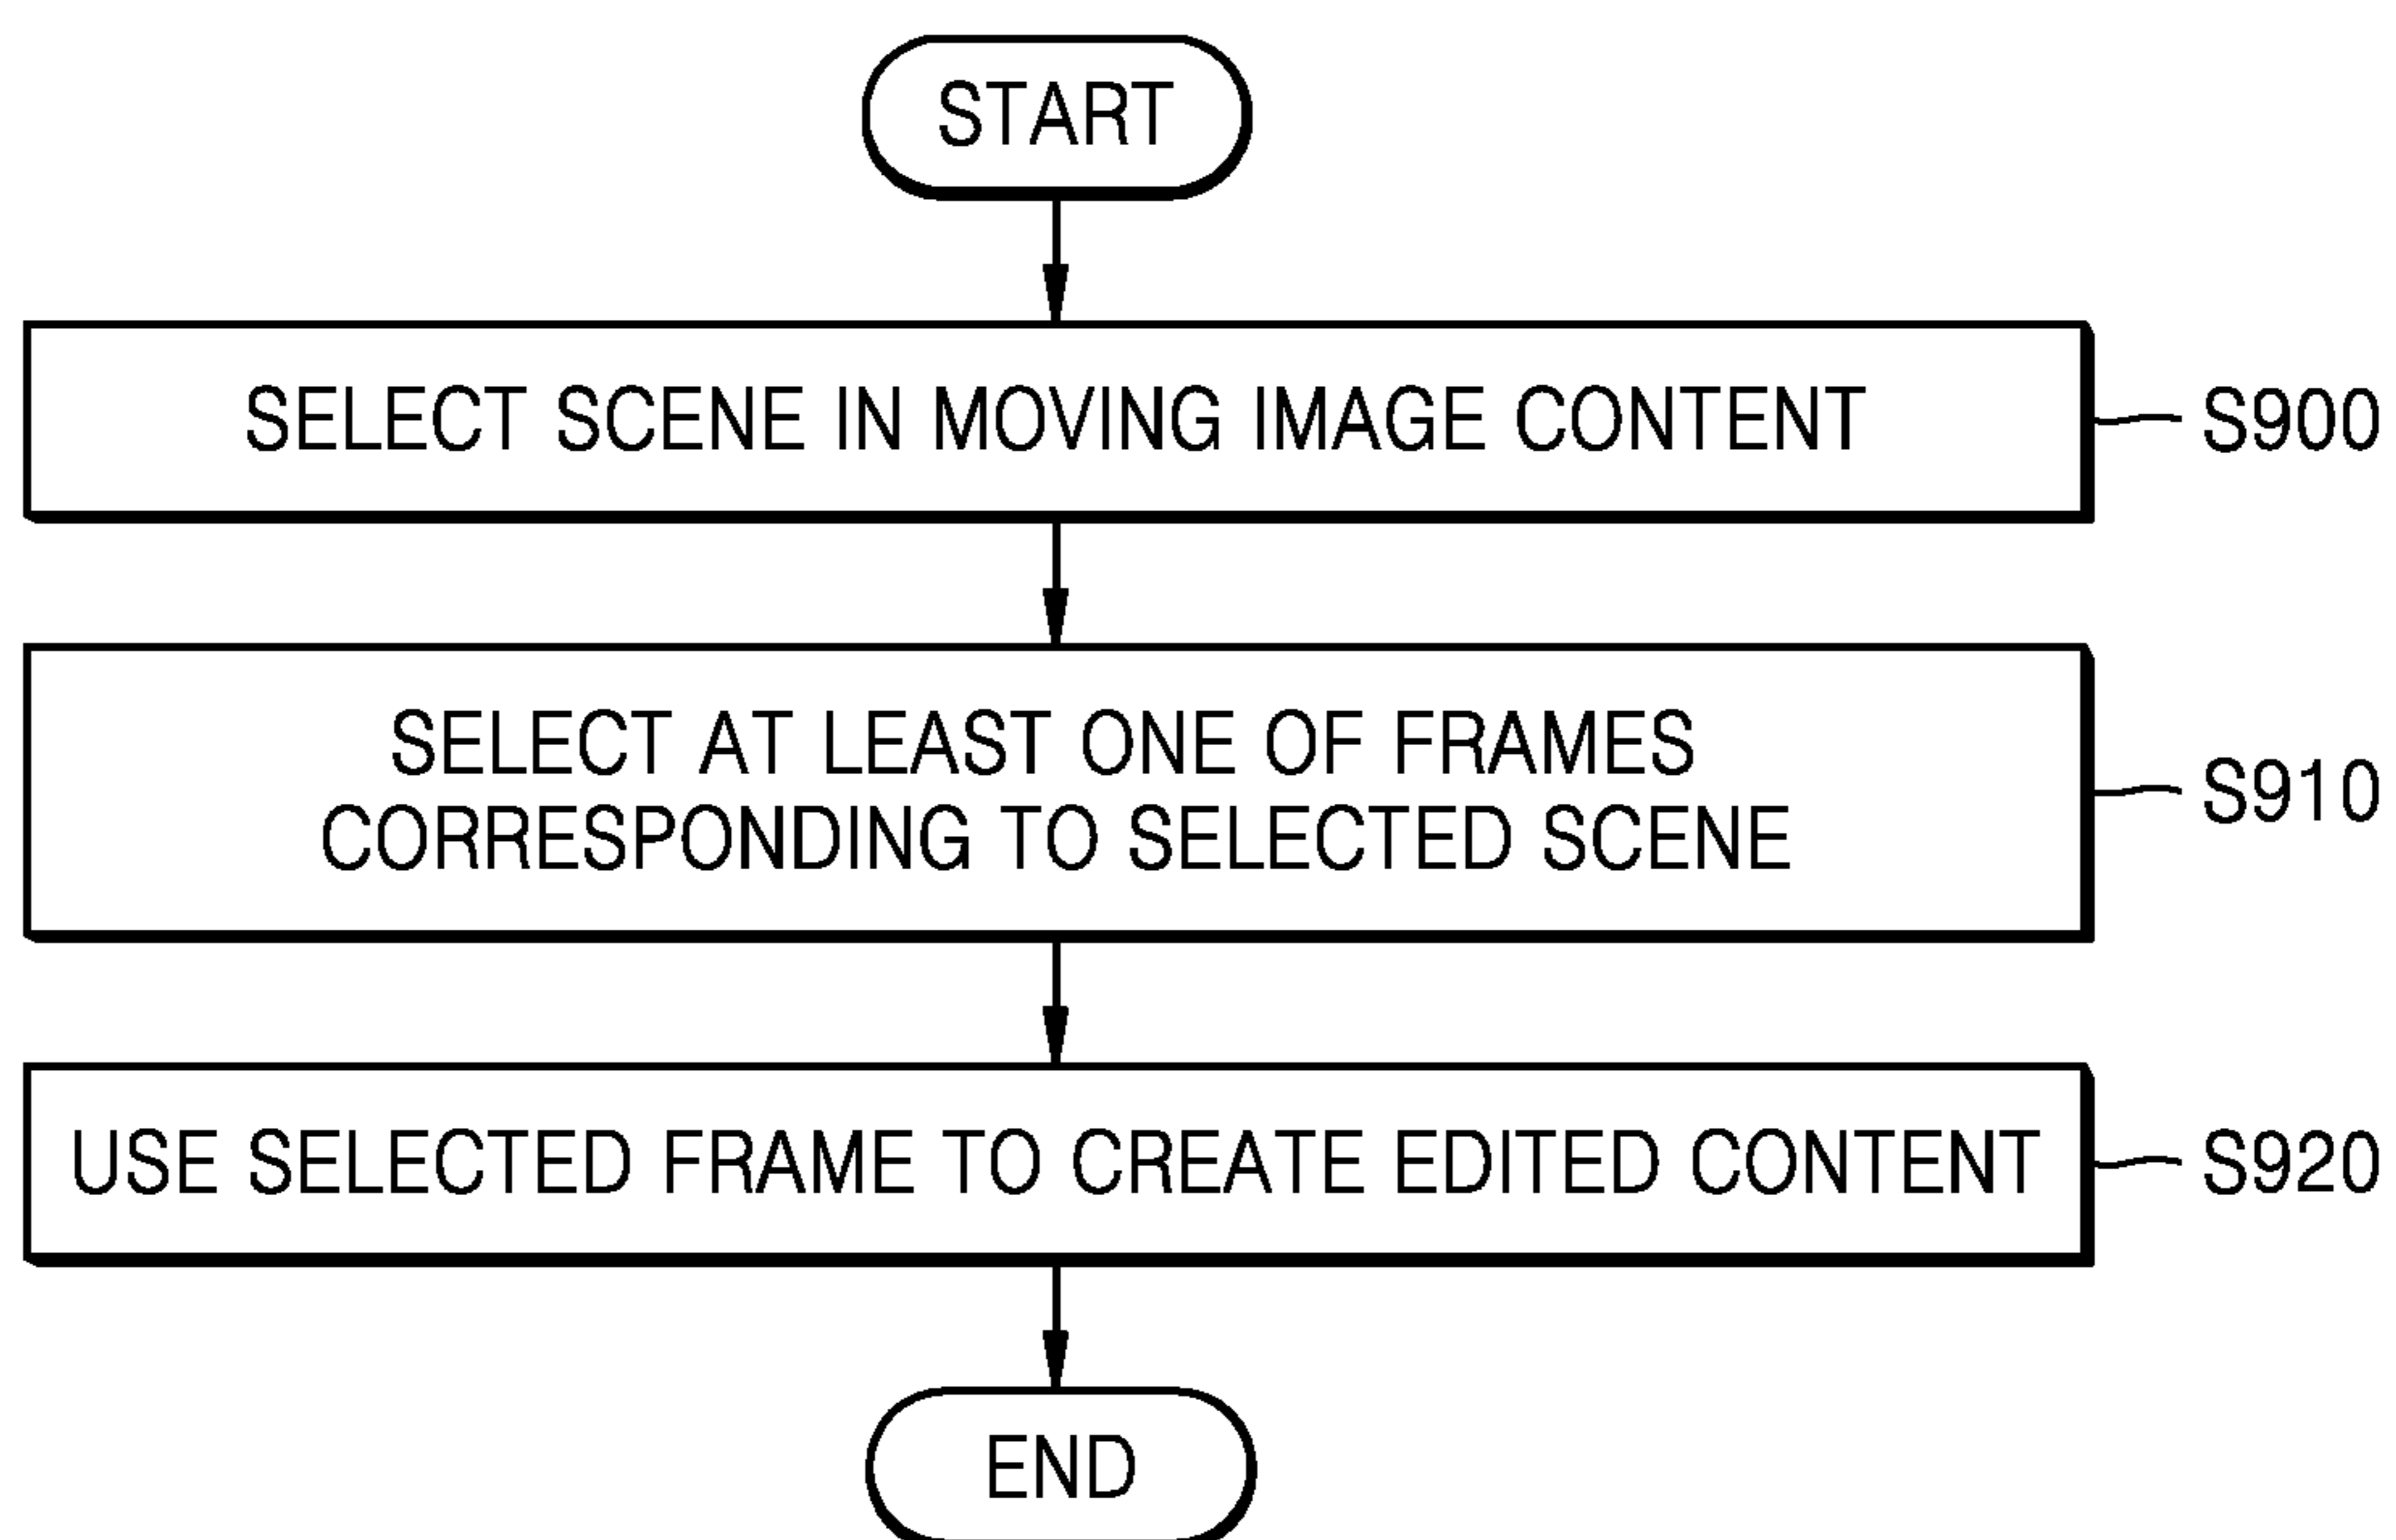 START
SELECT SCENE IN MOVING IMAGE CONTENT
S900
SELECT AT LEAST ONE OF FRAMES
CORRESPONDING TO SELECTED SCENE
S910
USE SELECTED FRAME TO CREATE EDITED CONTENT
S920
END